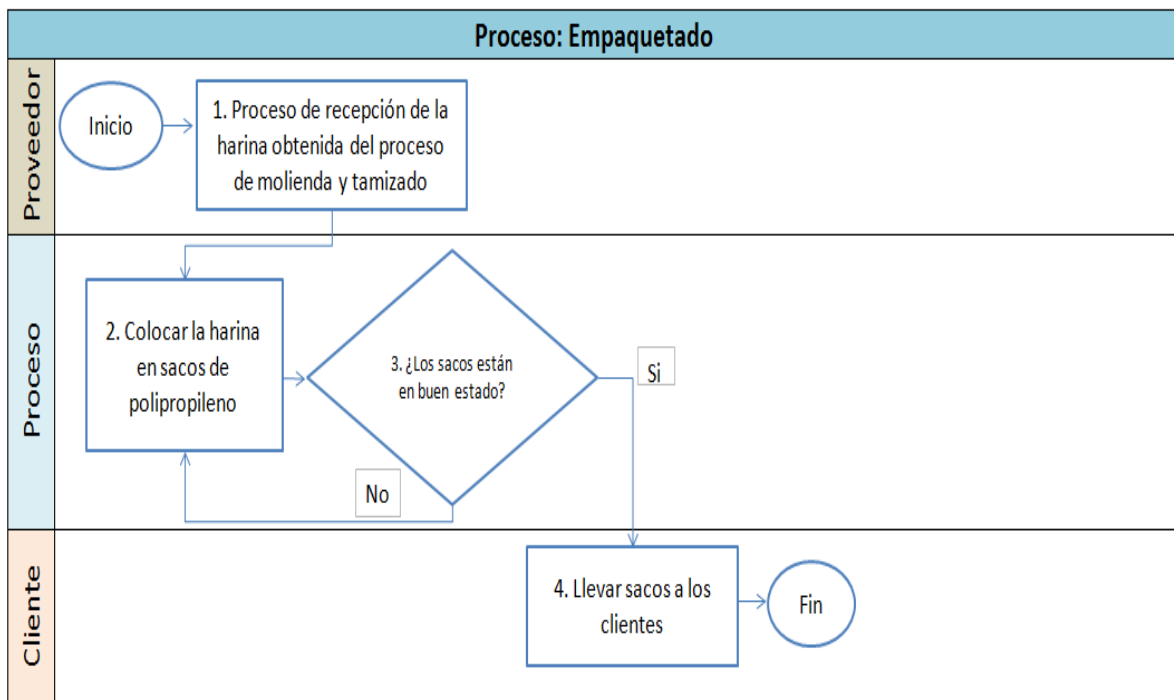 Proceso: Empaquetado
Proveedor
Inicio
1. Proceso de recepción de la
harina obtenida del proceso
de molienda y tamizado
Proceso
2. Colocar la harina
en sacos de
polipropileno
3. ¿Los sacos están
en buen estado?
Si
No
Cliente
4. Llevar sacos a los
clientes
Fin